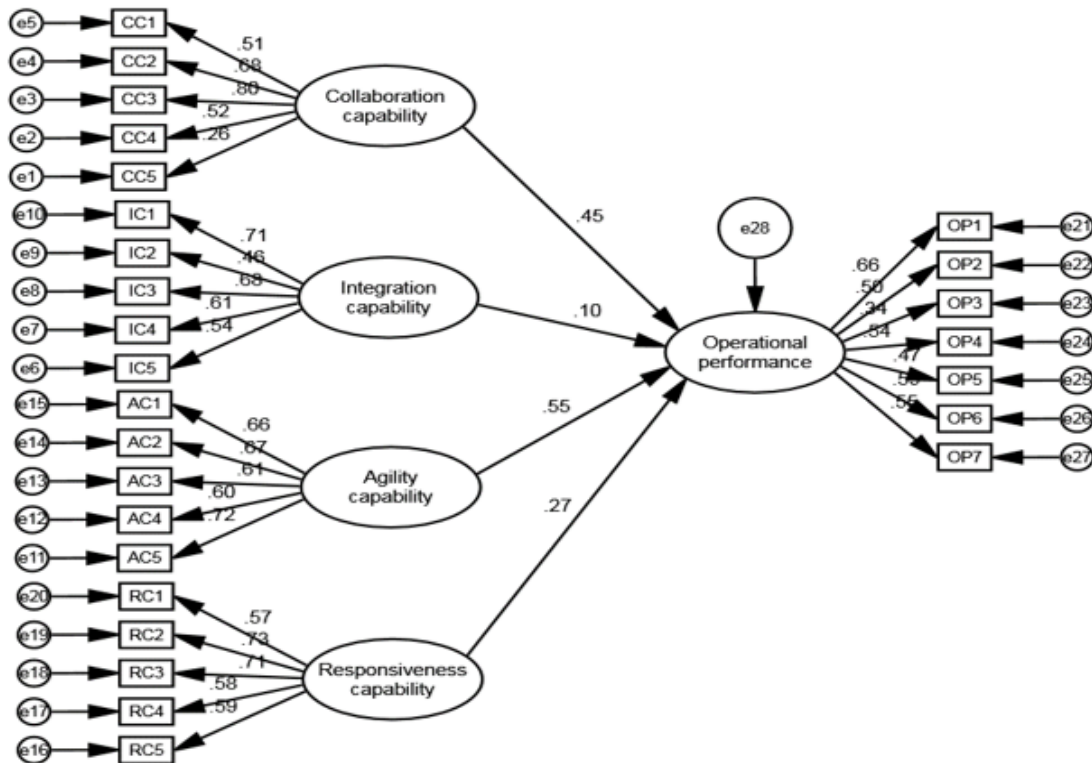 e5
CC1
.51
e4
CC2
.68
e3
CC3
.80
e2
CC4
.52
e1
CC5
.26
Collaboration
capability
e10
IC1
.71
e9
IC2
.46
e8
IC3
.68
e7
IC4
.61
e6
IC5
.54
Integration
capability
e15
AC1
.66
e14
AC2
.67
e13
AC3
.61
e12
AC4
.60
e11
AC5
.72
Agility
capability
e20
RC1
.57
e19
RC2
.73
e18
RC3
.71
e17
RC4
.58
e16
RC5
.59
Responsiveness
capability
.45
.10
.55
.27
e28
Operational
performance
.66
OP1
e21
.50
OP2
e22
.34
OP3
e23
.54
OP4
e24
.47
OP5
e25
OP6
e26
.55
OP7
e27